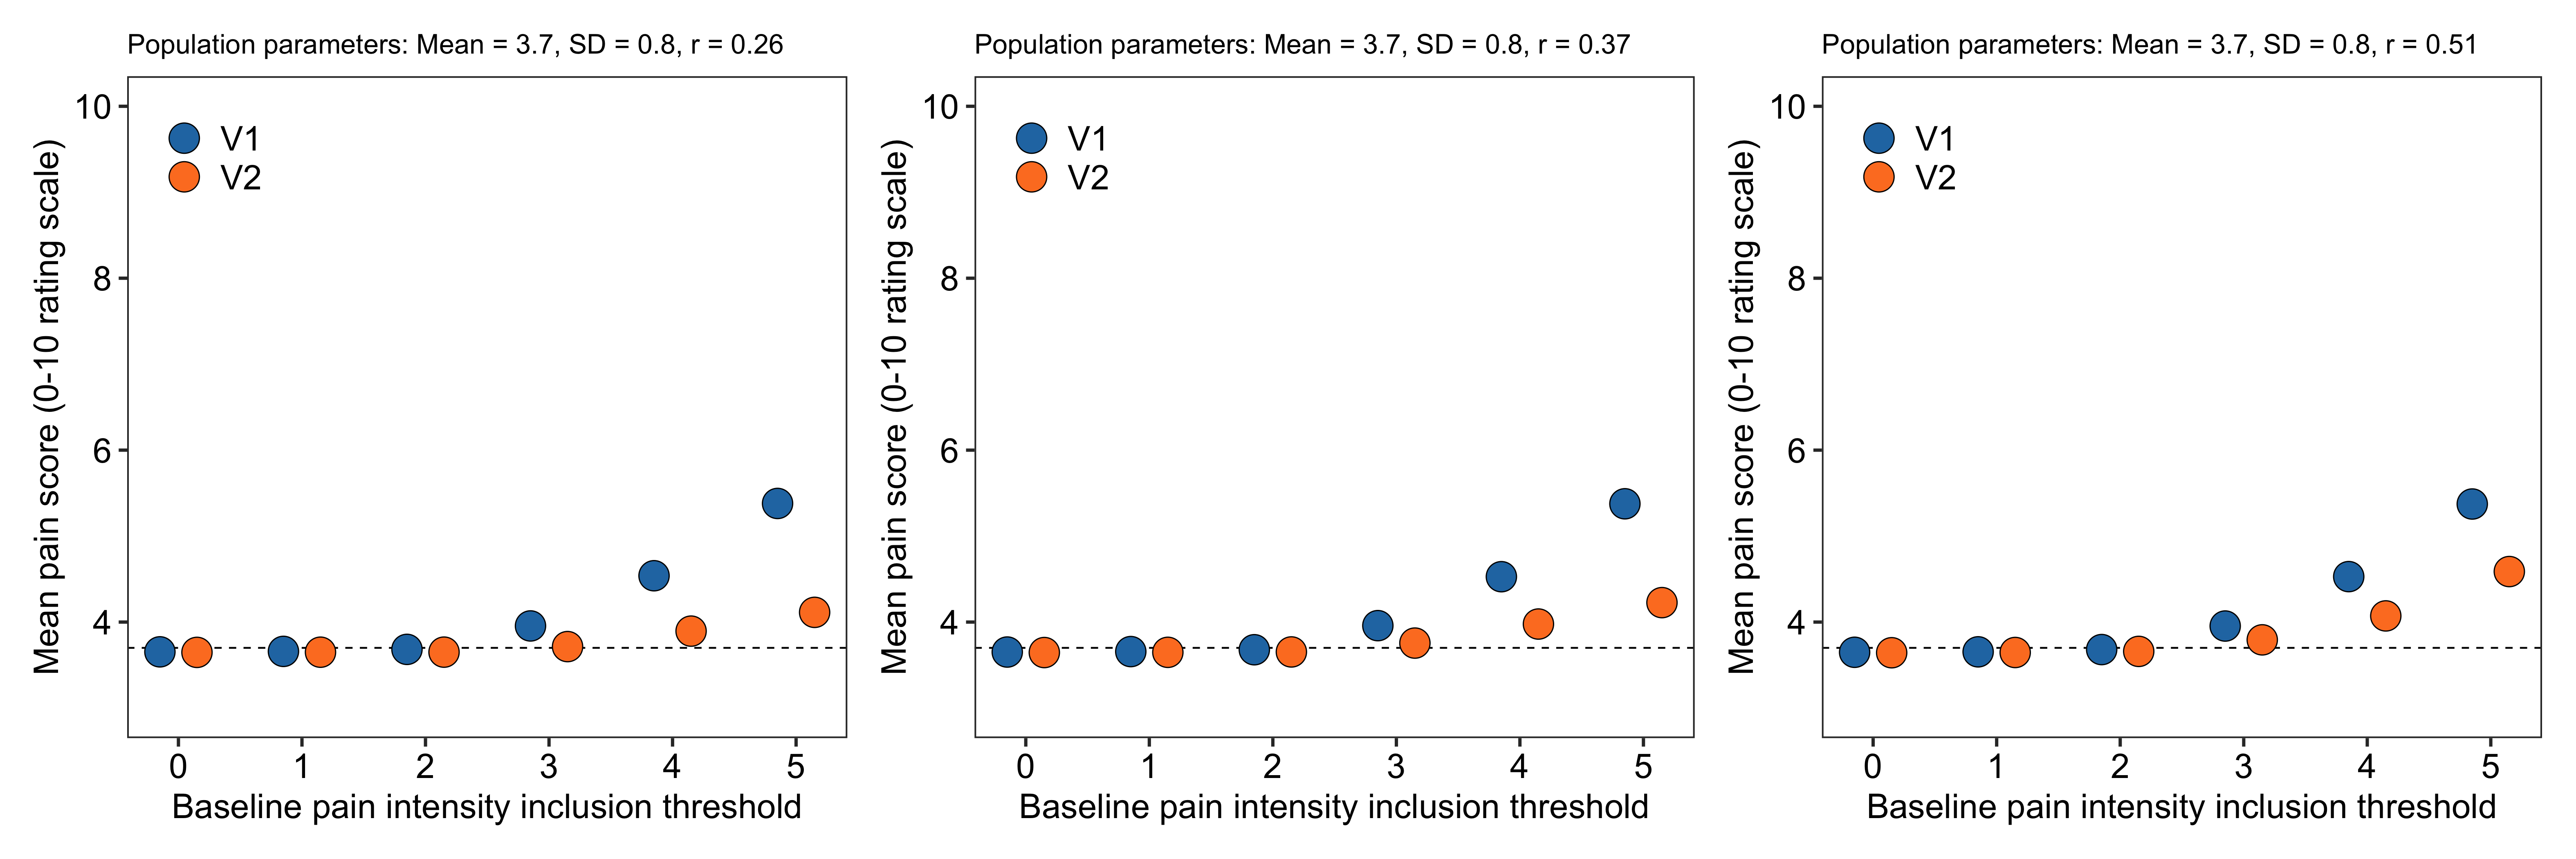 Population parameters: Mean = 3.7, SD = 0.8, r = 0.26
10
8
6
4
V1
V2
Mean pain score (0-10 rating scale)
0 1 2 3 4 5
Baseline pain intensity inclusion threshold
Population parameters: Mean = 3.7, SD = 0.8, r = 0.37
10
8
6
4
V1
V2
Mean pain score (0-10 rating scale)
0 1 2 3 4 5
Baseline pain intensity inclusion threshold
Population parameters: Mean = 3.7, SD = 0.8, r = 0.51
10
8
6
4
V1
V2
Mean pain score (0-10 rating scale)
0 1 2 3 4 5
Baseline pain intensity inclusion threshold